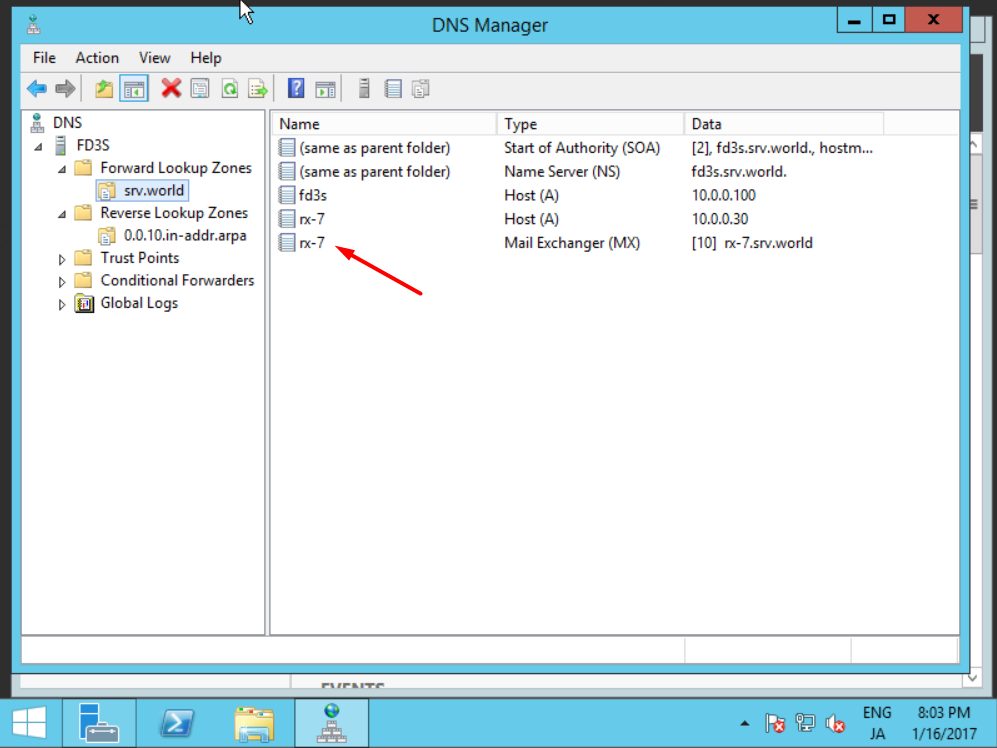 DNS Manager
File Action View Help
DNS
FD3S
Forward Lookup Zones
srv.world
Reverse Lookup Zones
0.0.10.in-addr.arpa
Trust Points
Conditional Forwarders
Global Logs
Name Type Data
(same as parent folder) Start of Authority (SOA) [2], fd3s.srv.world., hostm...
(same as parent folder) Name Server (NS) fd3s.srv.world.
fd3s Host (A) 10.0.0.100
rx-7 Host (A) 10.0.0.30
rx-7 Mail Exchanger (MX) [10] rx-7.srv.world
EVENTS
ENG 8:03 PM
JA 1/16/2017